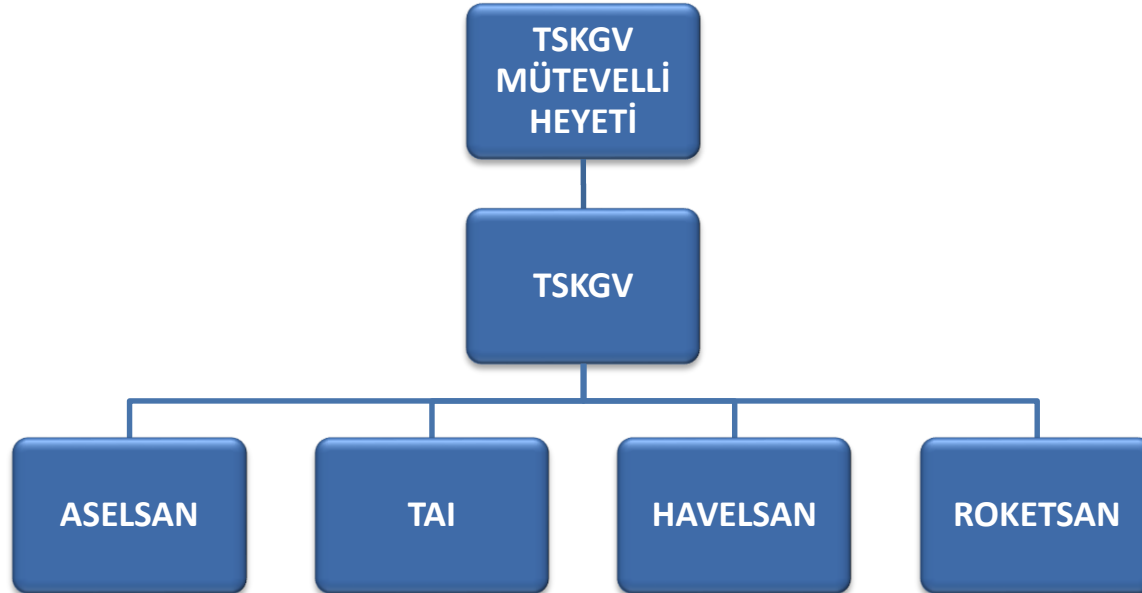 TSKGV
MÜTEVELLİ
HEYETİ
TSKGV
ASELSAN
TAI
HAVELSAN
ROKETSAN